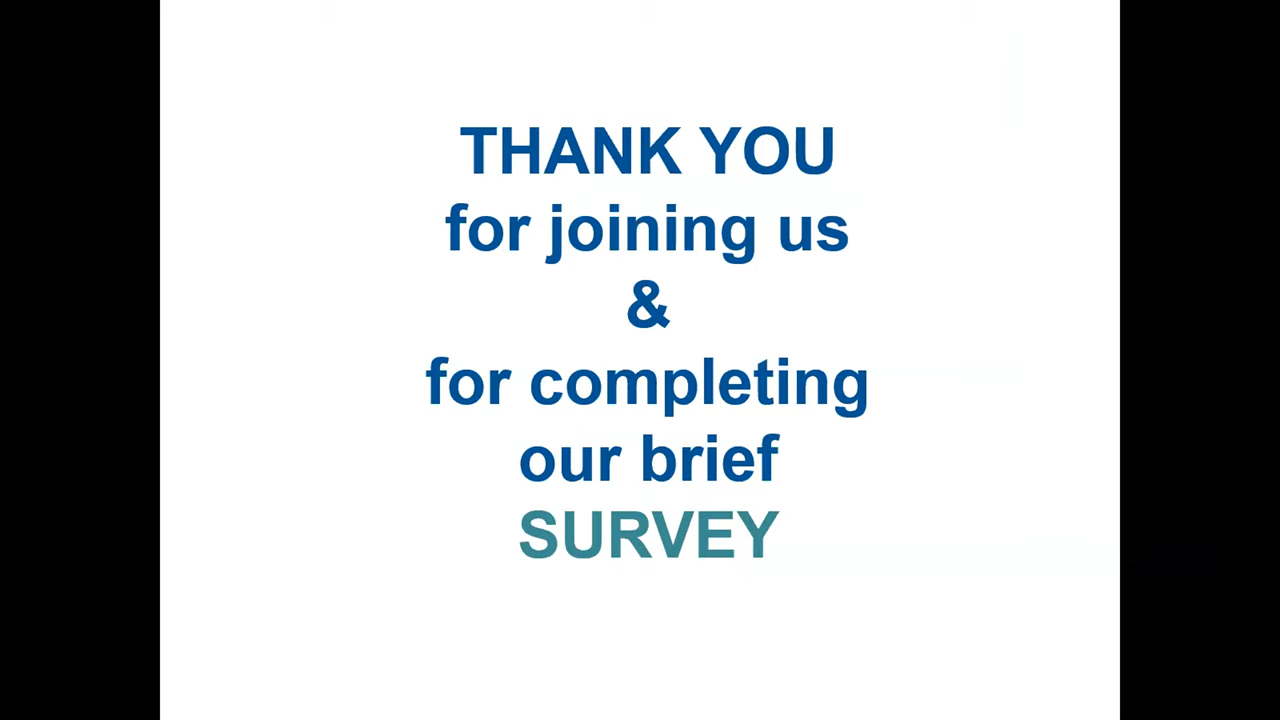 THANK YOU
for joining us
&
for completing
our brief
SURVEY